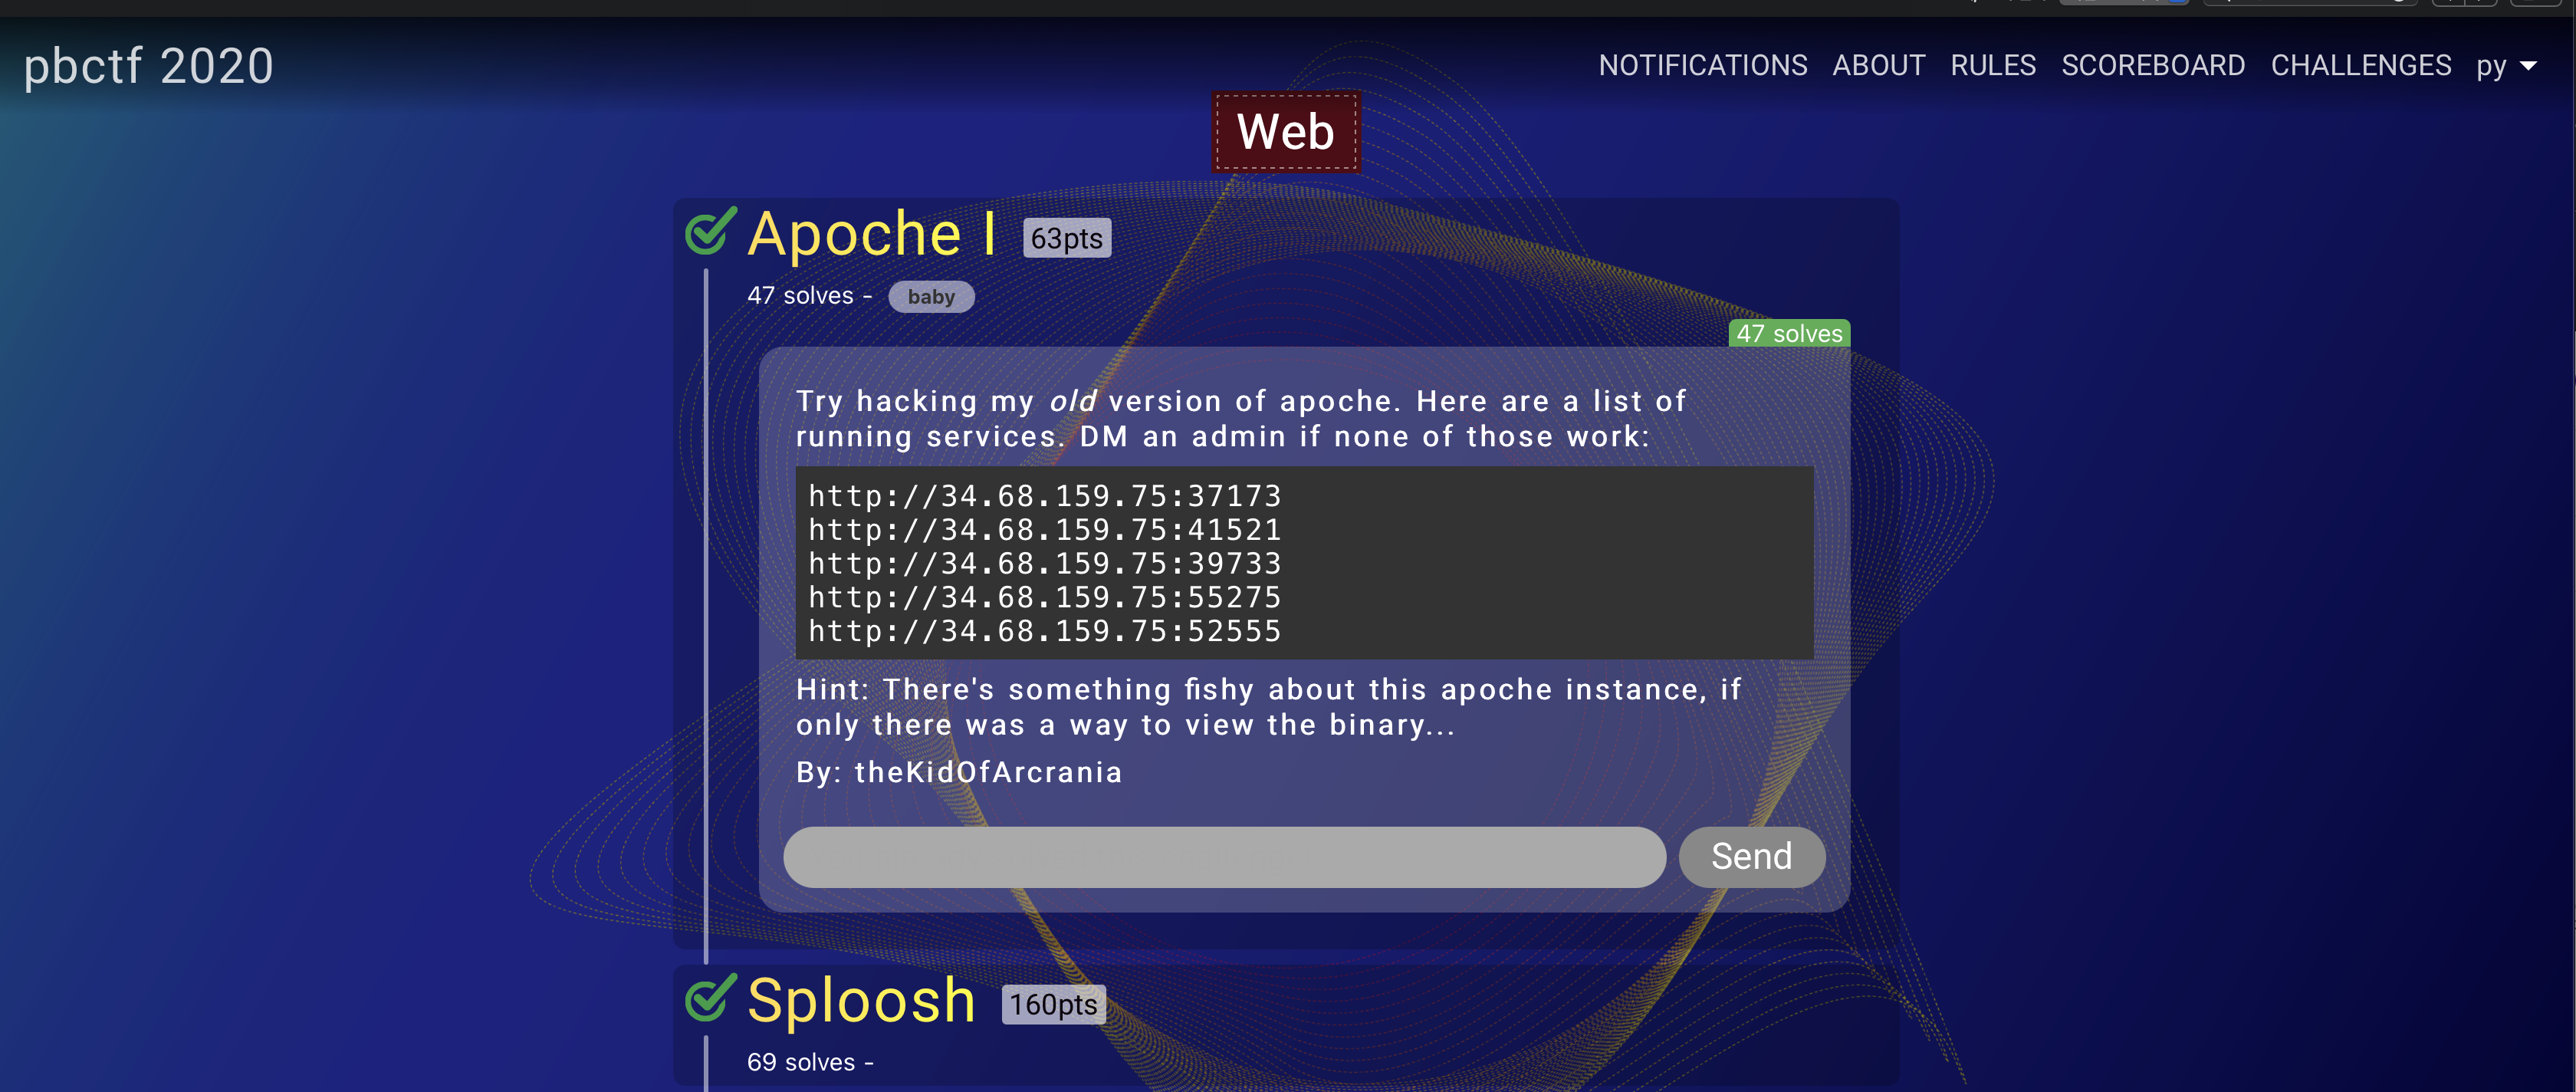 pbctf 2020
NOTIFICATIONS ABOUT RULES SCOREBOARD CHALLENGES py
Web
Apoche I 63pts
47 solves - baby
47 solves
Try hacking my old version of apoche. Here are a list of
running services. DM an admin if none of those work:
http://34.68.159.75:37173
http://34.68.159.75:41521
http://34.68.159.75:39733
http://34.68.159.75:55275
http://34.68.159.75:52555
Hint: There's something fishy about this apoche instance, if
only there was a way to view the binary...
By: theKidOfArcrania
Send
Sploosh 160pts
69 solves -